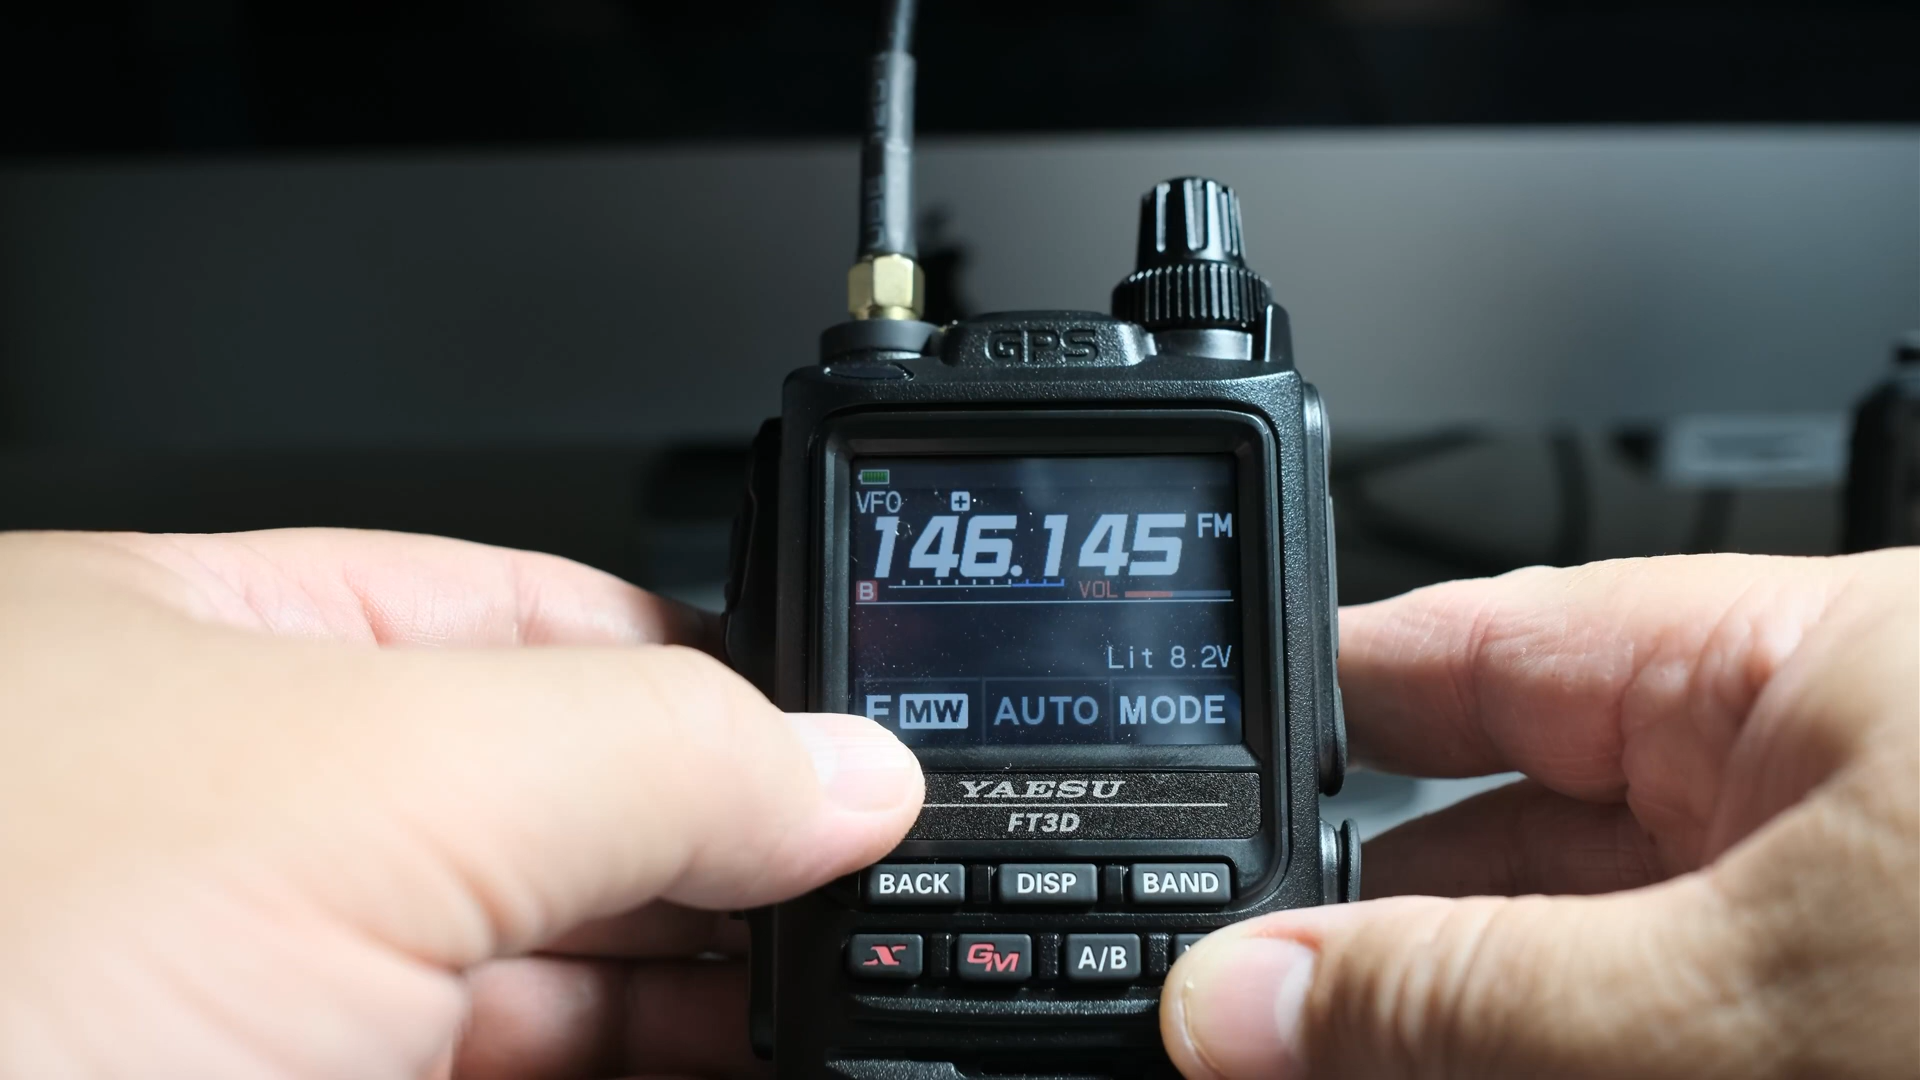 GPS
VFO +
146.145 FM
B VOL
Lit 8.2V
F MW AUTO MODE
YAESU
FT3D
BACK DISP BAND
X GM A/B